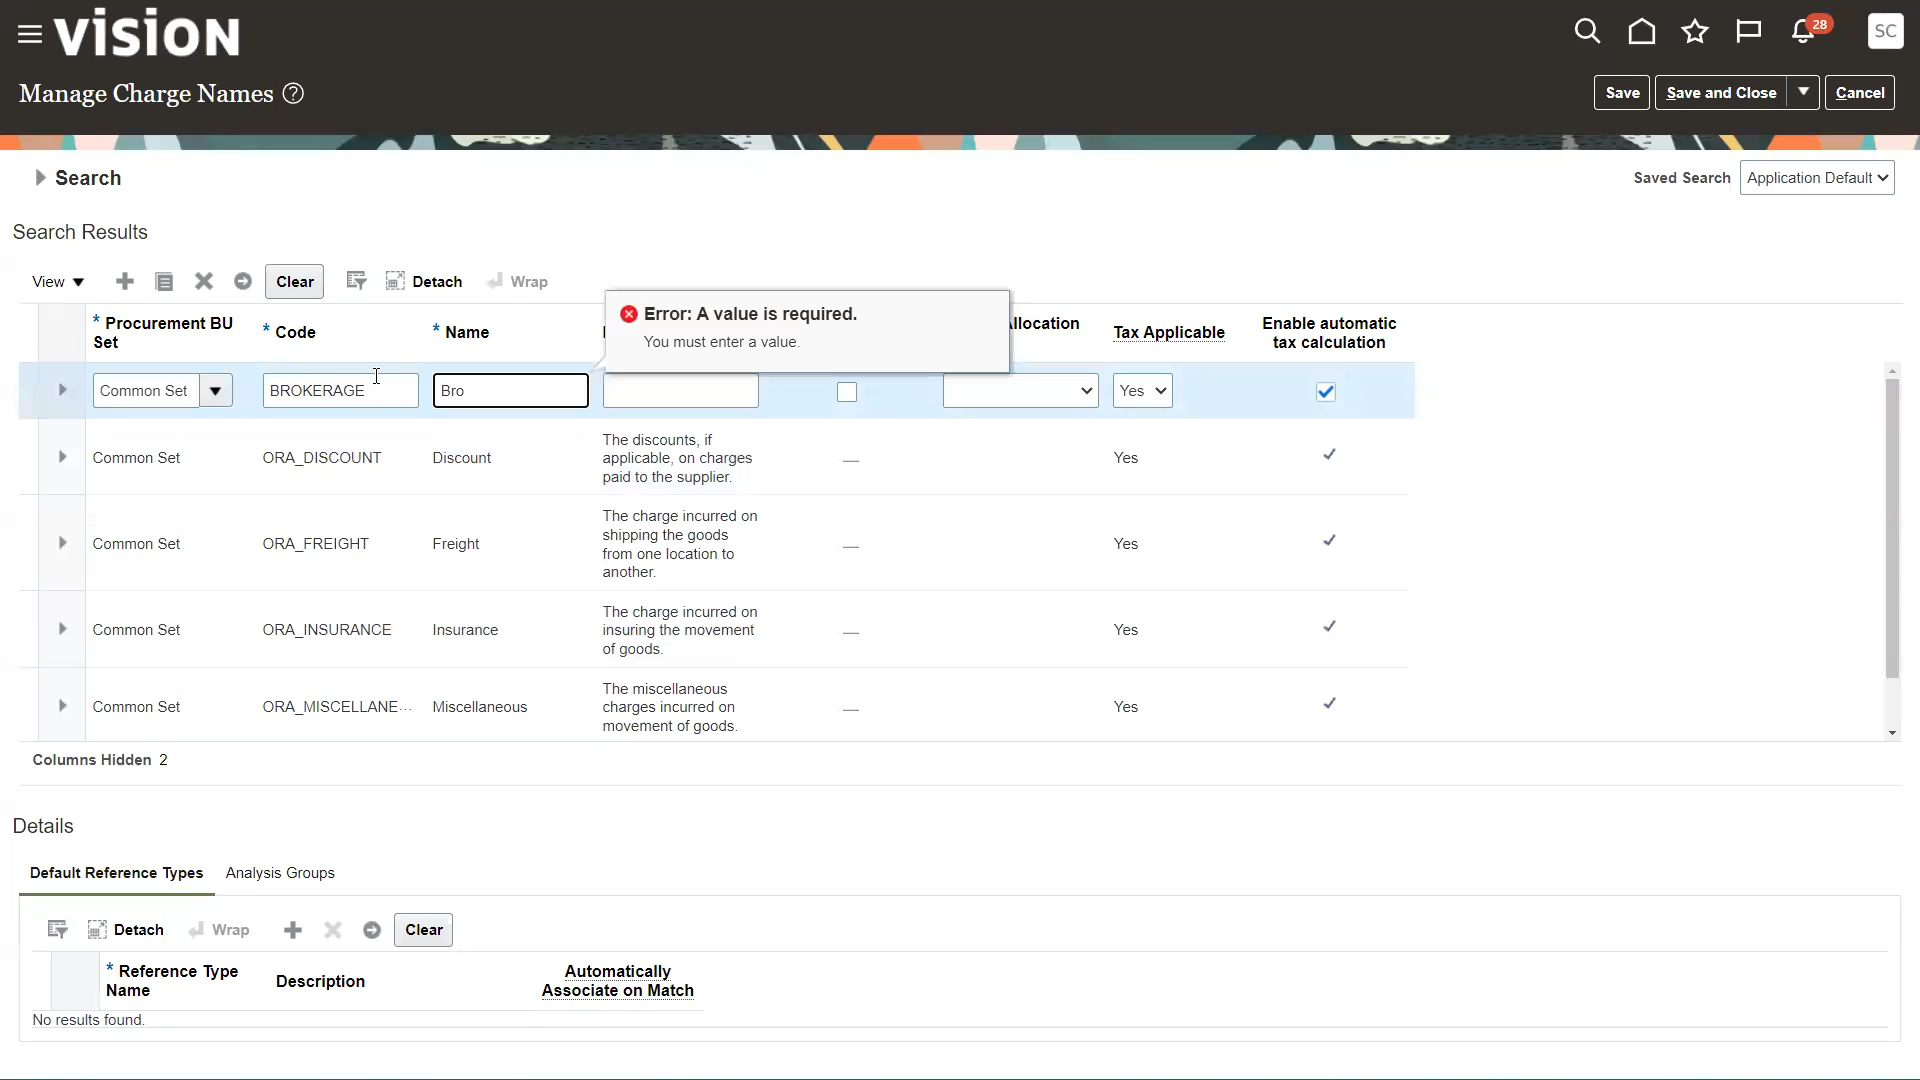 VISION
28
SC
Manage Charge Names ?
Save
Save and Close
Cancel
Search
Saved Search
Application Default
Search Results
View
Clear
Detach
Wrap
Error: A value is required.
You must enter a value.
* Procurement BU
Set
* Code
* Name
llocation
Tax Applicable
Enable automatic
tax calculation
Common Set
BROKERAGE
Bro
Yes
Common Set
ORA_DISCOUNT
Discount
The discounts, if
applicable, on charges
paid to the supplier.
Yes
Common Set
ORA_FREIGHT
Freight
The charge incurred on
shipping the goods
from one location to
another.
Yes
Common Set
ORA_INSURANCE
Insurance
The charge incurred on
insuring the movement
of goods.
Yes
Common Set
ORA_MISCELLANE...
Miscellaneous
The miscellaneous
charges incurred on
movement of goods.
Yes
Columns Hidden 2
Details
Default Reference Types
Analysis Groups
Detach
Wrap
Clear
* Reference Type
Name
Description
Automatically
Associate on Match
No results found.